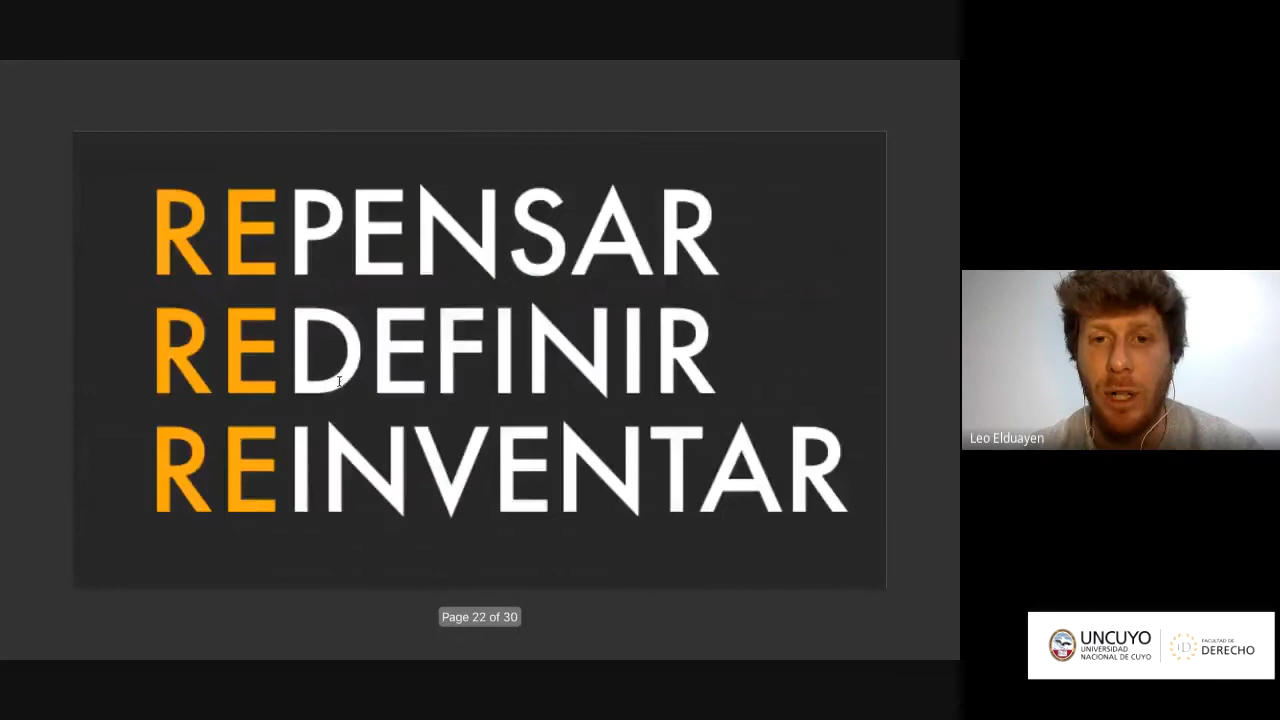 REPENSAR
REDEFINIR
REINVENTAR
Page 22 of 30
Leo Elduayen
UNCUYO
UNIVERSIDAD
NACIONAL DE CUYO
FACULTAD DE
DERECHO